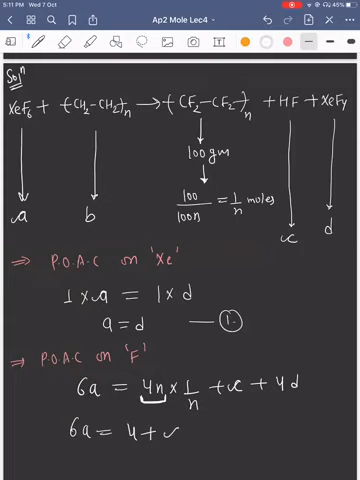 5:11 PM Wed 7 Oct
45%
Ap2 Mole Lec4
Solⁿ
XeF₆ + -(CH₂-CH₂)-ₙ → -(CF₂-CF₂)-ₙ + HF + XeF₄
100 gm
100/100n = 1/n moles
a b c d
⇒ P.O.A.C on 'Xe'
1 × a = 1 × d
a = d — ①.
⇒ P.O.A.C on 'F'
6a = 4n × 1/n + c + 4d
6a = 4 +